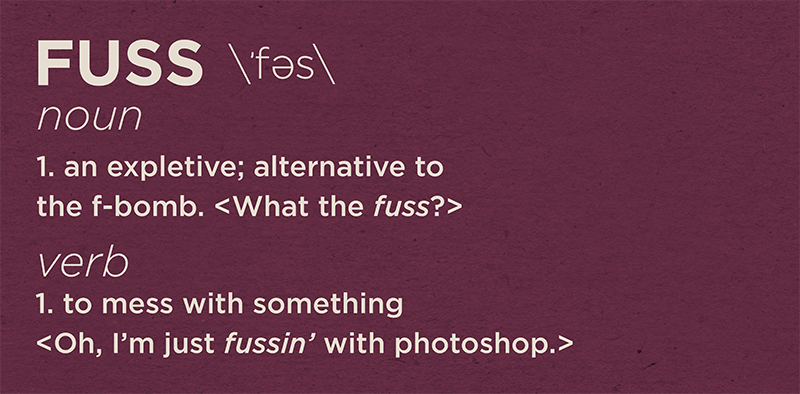 FUSS \ˈfəs\
noun
1. an expletive; alternative to
the f-bomb. <What the fuss?>
verb
1. to mess with something
<Oh, I’m just fussin’ with photoshop.>